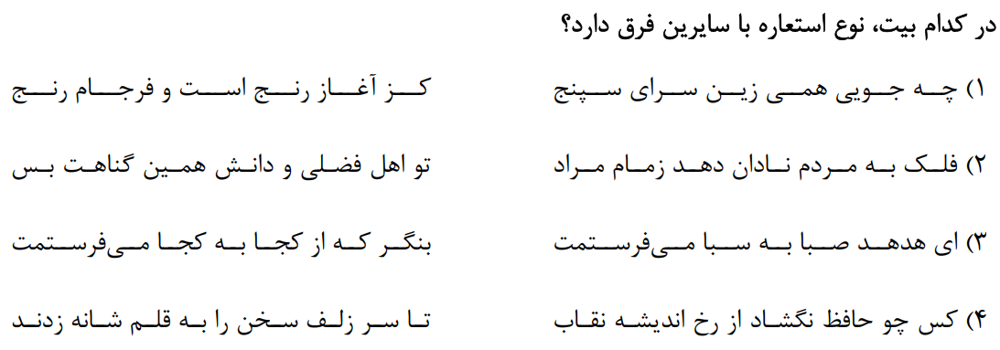 در کدام بیت، نوع استعاره با سایرین فرق دارد؟
۱) چه جویی همی زین سرای سپنج کز آغاز رنج است و فرجام رنج
۲) فلک به مردم نادان دهد زمام مراد تو اهل فضلی و دانش همین گناهت بس
۳) ای هدهد صبا به سبا می‌فرستمت بنگر که از کجا به کجا می‌فرستمت
۴) کس چو حافظ نگشاد از رخ اندیشه نقاب تا سر زلف سخن را به قلم شانه زدند